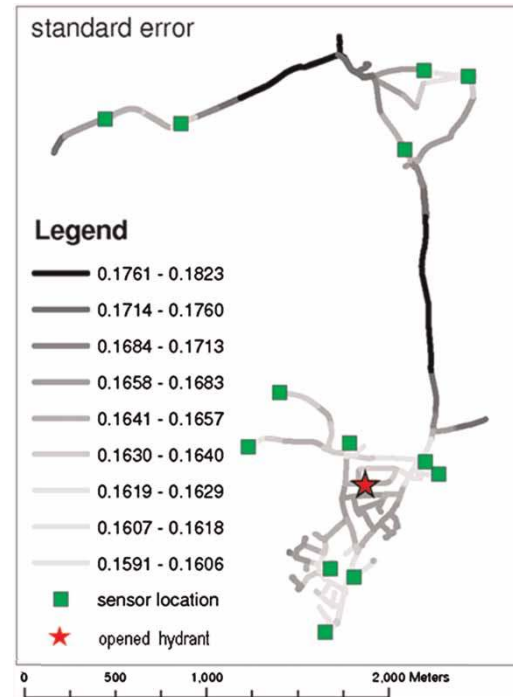 standard error
Legend
0.1761 - 0.1823
0.1714 - 0.1760
0.1684 - 0.1713
0.1658 - 0.1683
0.1641 - 0.1657
0.1630 - 0.1640
0.1619 - 0.1629
0.1607 - 0.1618
0.1591 - 0.1606
sensor location
opened hydrant
0 500 1,000 2,000 Meters